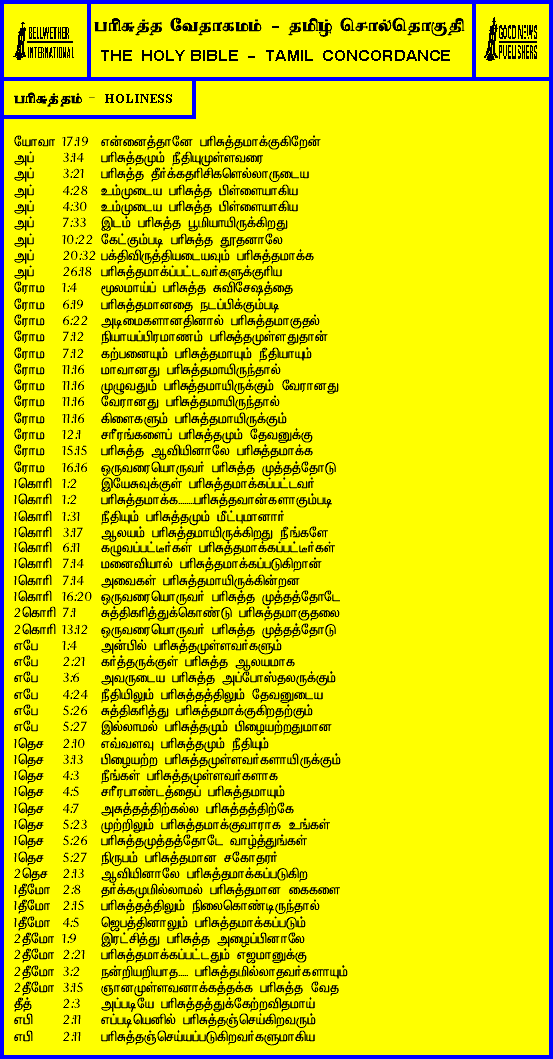 BELLWETHER
INTERNATIONAL
பரிசுத்த வேதாகமம் - தமிழ் சொல்தொகுதி
THE HOLY BIBLE - TAMIL CONCORDANCE
GOOD NEWS
PUBLISHERS
பரிசுத்தம் - HOLINESS
யோவா 17:19 என்னைத்தானே பரிசுத்தமாக்குகிறேன்
அப் 3:14 பரிசுத்தமும் நீதியுமுள்ளவரை
அப் 3:21 பரிசுத்த தீர்க்கதரிசிகளெல்லாருடைய
அப் 4:28 உம்முடைய பரிசுத்த பிள்ளையாகிய
அப் 4:30 உம்முடைய பரிசுத்த பிள்ளையாகிய
அப் 7:33 இடம் பரிசுத்த பூமியாயிருக்கிறது
அப் 10:22 கேட்கும்படி பரிசுத்த தூதனாலே
அப் 20:32 பக்திவிருத்தியடையவும் பரிசுத்தமாக்க
அப் 26:18 பரிசுத்தமாக்கப்பட்டவர்களுக்குரிய
ரோம 1:4 மூலமாய்ப் பரிசுத்த சுவிசேஷத்தை
ரோம 6:19 பரிசுத்தமானதை நடப்பிக்கும்படி
ரோம 6:22 அடிமைகளானதினால் பரிசுத்தமாகுதல்
ரோம 7:12 நியாயப்பிரமாணம் பரிசுத்தமுள்ளதுதான்
ரோம 7:12 கற்பனையும் பரிசுத்தமாயும் நீதியாயும்
ரோம 11:16 மாவானது பரிசுத்தமாயிருந்தால்
ரோம 11:16 முழுவதும் பரிசுத்தமாயிருக்கும் வேரானது
ரோம 11:16 வேரானது பரிசுத்தமாயிருந்தால்
ரோம 11:16 கிளைகளும் பரிசுத்தமாயிருக்கும்
ரோம 12:1 சரீரங்களைப் பரிசுத்தமும் தேவனுக்கு
ரோம 15:15 பரிசுத்த ஆவியினாலே பரிசுத்தமாக்க
ரோம 16:16 ஒருவரையொருவர் பரிசுத்த முத்தத்தோடு
1கொரி 1:2 இயேசுவுக்குள் பரிசுத்தமாக்கப்பட்டவர்
1கொரி 1:2 பரிசுத்தமாக்க........பரிசுத்தவான்களாகும்படி
1கொரி 1:31 நீதியும் பரிசுத்தமும் மீட்புமானார்
1கொரி 3:17 ஆலயம் பரிசுத்தமாயிருக்கிறது நீங்களே
1கொரி 6:11 கழுவப்பட்டீர்கள் பரிசுத்தமாக்கப்பட்டீர்கள்
1கொரி 7:14 மனைவியால் பரிசுத்தமாக்கப்படுகிறான்
1கொரி 7:14 அவைகள் பரிசுத்தமாயிருக்கின்றன
1கொரி 16:20 ஒருவரையொருவர் பரிசுத்த முத்தத்தோடே
2கொரி 7:1 சுத்திகரித்துக்கொண்டு பரிசுத்தமாகுதலை
2கொரி 13:12 ஒருவரையொருவர் பரிசுத்த முத்தத்தோடு
எபே 1:4 அன்பில் பரிசுத்தமுள்ளவர்களும்
எபே 2:21 கர்த்தருக்குள் பரிசுத்த ஆலயமாக
எபே 3:6 அவருடைய பரிசுத்த அப்போஸ்தலருக்கும்
எபே 4:24 நீதியிலும் பரிசுத்தத்திலும் தேவனுடைய
எபே 5:26 சுத்திகரித்து பரிசுத்தமாக்குகிறதற்கும்
எபே 5:27 இல்லாமல் பரிசுத்தமும் பிழையற்றதுமான
1தெச 2:10 எவ்வளவு பரிசுத்தமும் நீதியும்
1தெச 3:13 பிழையற்ற பரிசுத்தமுள்ளவர்களாயிருக்கும்
1தெச 4:3 நீங்கள் பரிசுத்தமுள்ளவர்களாக
1தெச 4:5 சரீரபாண்டத்தைப் பரிசுத்தமாயும்
1தெச 4:7 அசுத்தத்திற்கல்ல பரிசுத்தத்திற்கே
1தெச 5:23 முற்றிலும் பரிசுத்தமாக்குவாராக உங்கள்
1தெச 5:26 பரிசுத்தமுத்தத்தோடே வாழ்த்துங்கள்
1தெச 5:27 நிருபம் பரிசுத்தமான சகோதரர்
2தெச 2:13 ஆவியினாலே பரிசுத்தமாக்கப்படுகிற
1தீமோ 2:8 தர்க்கமுமில்லாமல் பரிசுத்தமான கைகளை
1தீமோ 2:15 பரிசுத்தத்திலும் நிலைகொண்டிருந்தால்
1தீமோ 4:5 ஜெபத்தினாலும் பரிசுத்தமாக்கப்படும்
2தீமோ 1:9 இரட்சித்து பரிசுத்த அழைப்பினாலே
2தீமோ 2:21 பரிசுத்தமாக்கப்பட்டதும் எஜமானுக்கு
2தீமோ 3:2 நன்றியறியாத..... பரிசுத்தமில்லாதவர்களாயும்
2தீமோ 3:15 ஞானமுள்ளவனாக்கத்தக்க பரிசுத்த வேத
தீத் 2:3 அப்படியே பரிசுத்தத்துக்கேற்றவிதமாய்
எபி 2:11 எப்படியெனில் பரிசுத்தஞ்செய்கிறவரும்
எபி 2:11 பரிசுத்தஞ்செய்யப்படுகிறவர்களுமாகிய